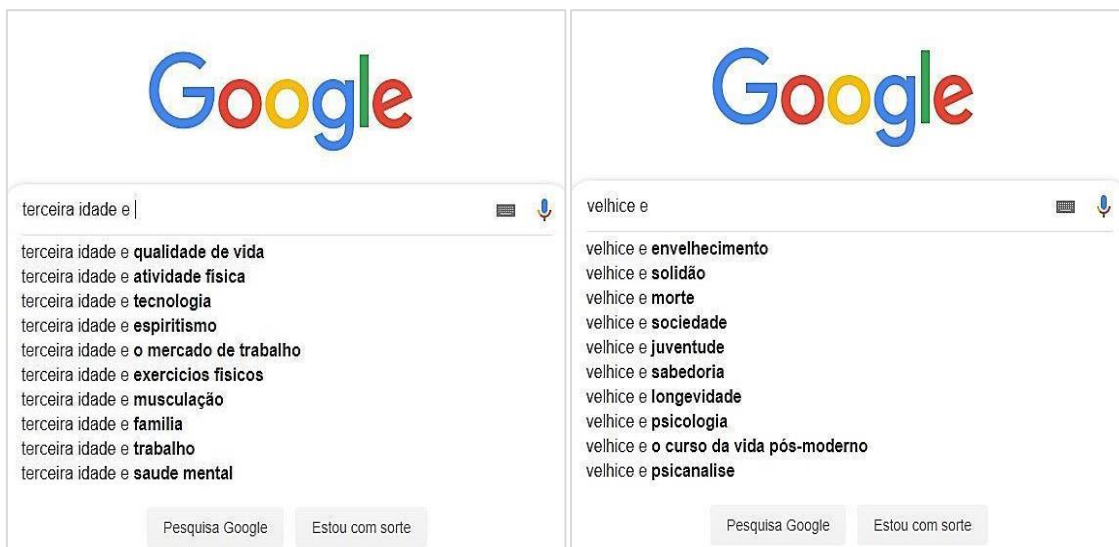 Google
terceira idade e
terceira idade e qualidade de vida
terceira idade e atividade fisica
terceira idade e tecnologia
terceira idade e espiritismo
terceira idade e o mercado de trabalho
terceira idade e exercicios fisicos
terceira idade e musculação
terceira idade e familia
terceira idade e trabalho
terceira idade e saude mental
Pesquisa Google
Estou com sorte
Google
velhice e
velhice e envelhecimento
velhice e solidão
velhice e morte
velhice e sociedade
velhice e juventude
velhice e sabedoria
velhice e longevidade
velhice e psicologia
velhice e o curso da vida pós-moderno
velhice e psicanalise
Pesquisa Google
Estou com sorte